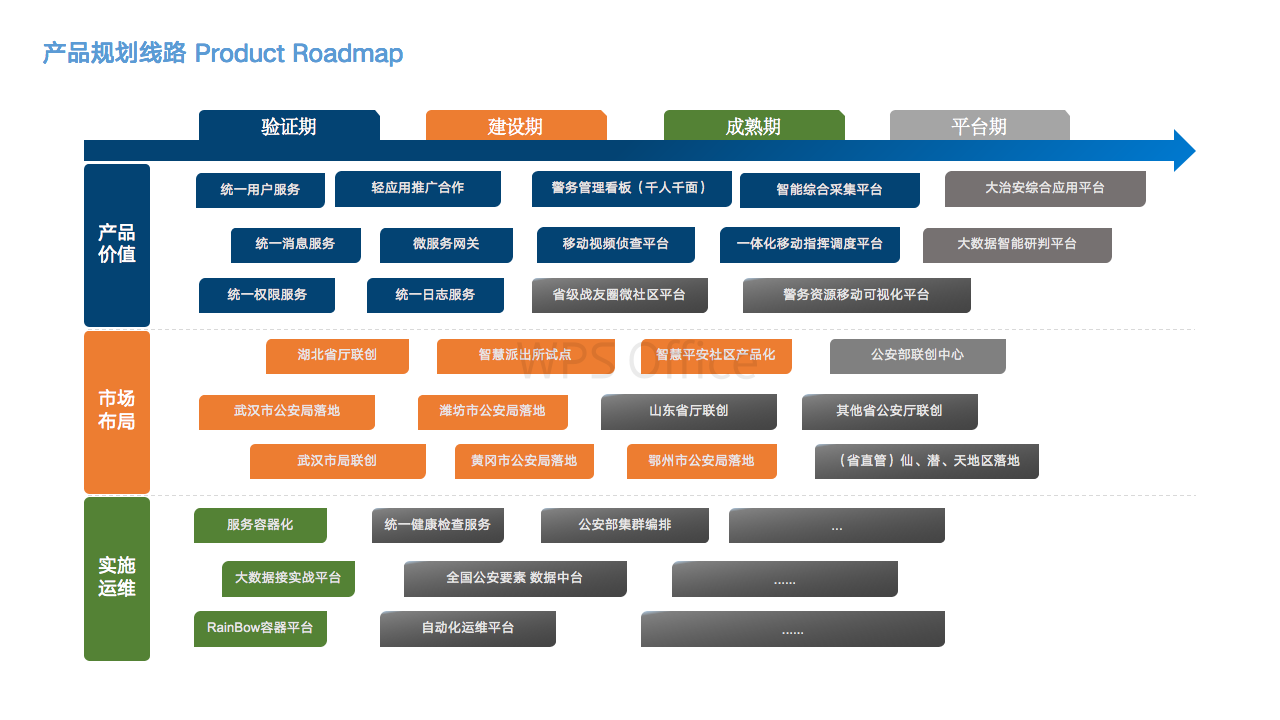 产品规划线路 Product Roadmap
验证期
建设期
成熟期
平台期
产品
价值
统一用户服务
轻应用推广合作
警务管理看板（千人千面）
智能综合采集平台
大治安综合应用平台
统一消息服务
微服务网关
移动视频侦查平台
一体化移动指挥调度平台
大数据智能研判平台
统一权限服务
统一日志服务
省级战友圈微社区平台
警务资源移动可视化平台
市场
布局
湖北省厅联创
智慧派出所试点
智慧平安社区产品化
公安部联创中心
WPS Office
武汉市公安局落地
潍坊市公安局落地
山东省厅联创
其他省公安厅联创
武汉市局联创
黄冈市公安局落地
鄂州市公安局落地
（省直管）仙、潜、天地区落地
实施
运维
服务容器化
统一健康检查服务
公安部集群编排
...
大数据接实战平台
全国公安要素 数据中台
......
RainBow容器平台
自动化运维平台
......